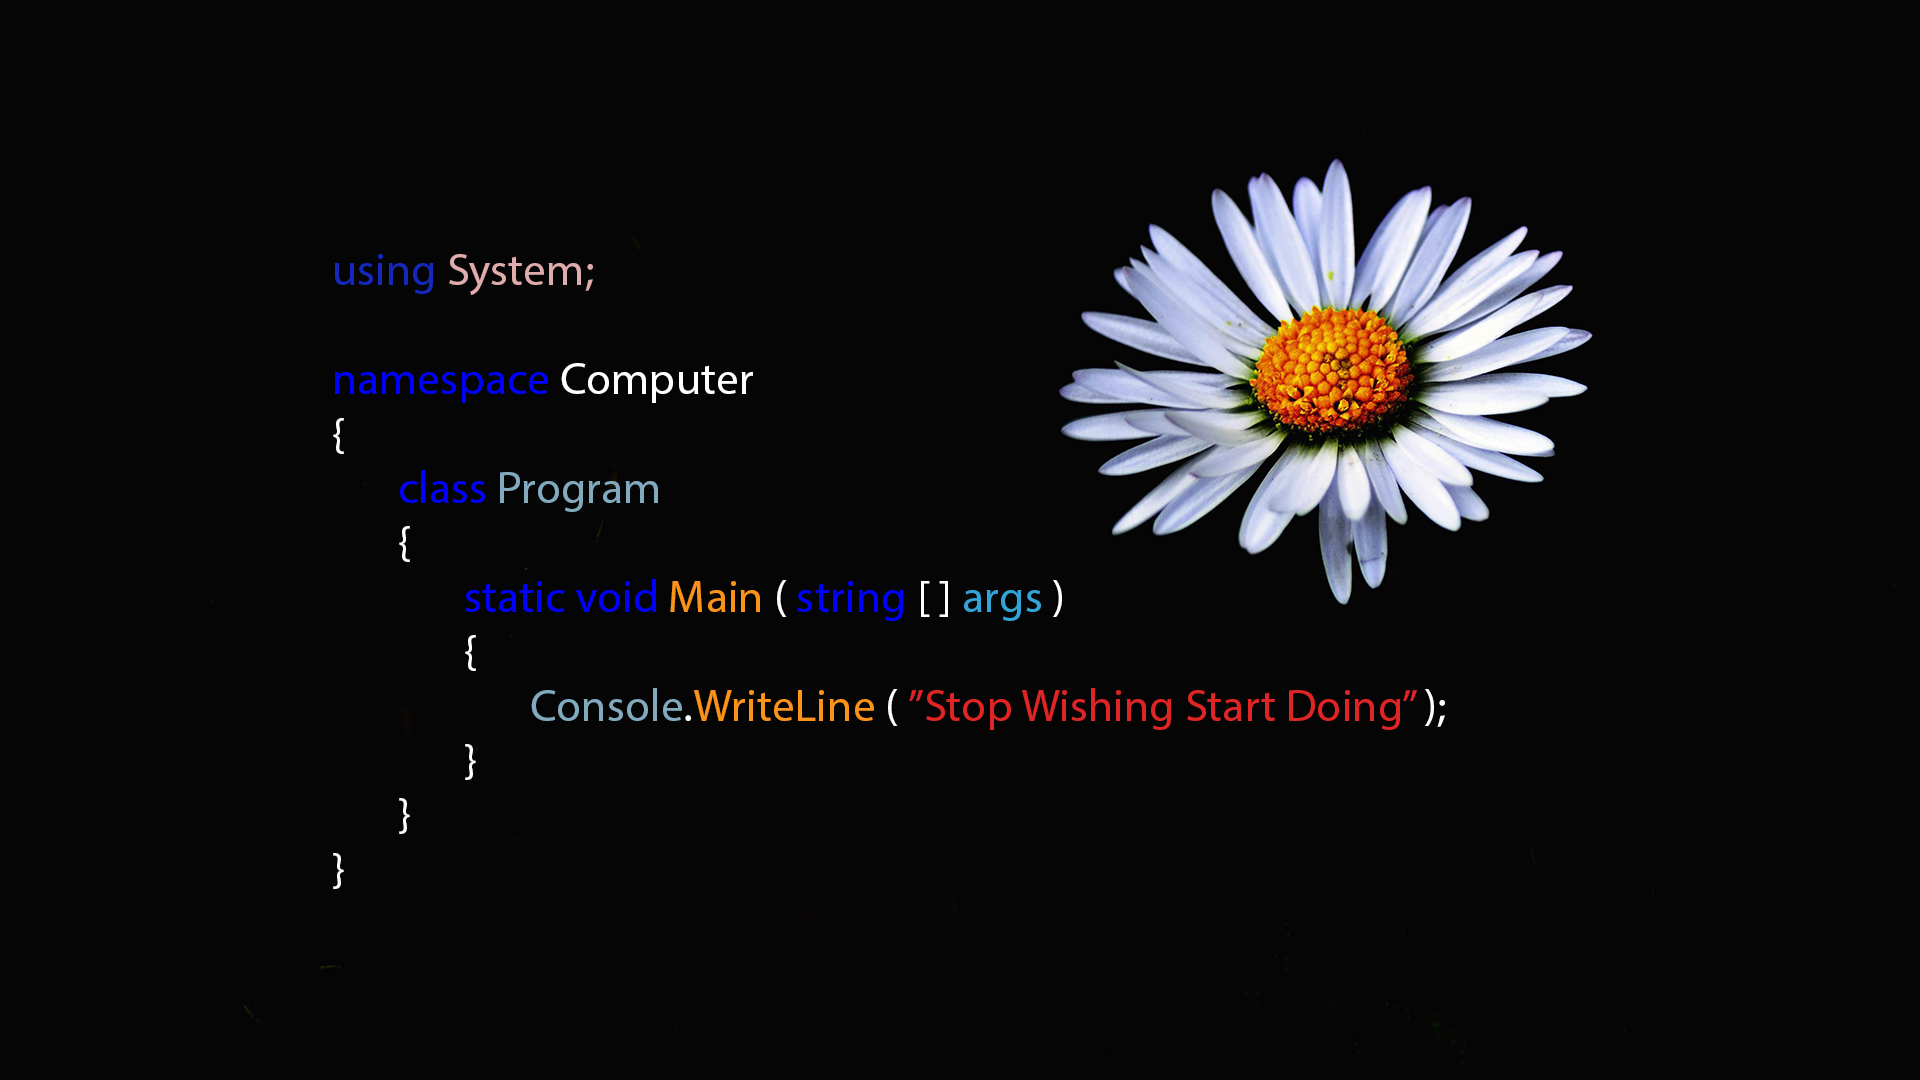 using System;
namespace Computer
{
class Program
{
static void Main ( string [ ] args )
{
Console.WriteLine ( ”Stop Wishing Start Doing” );
}
}
}